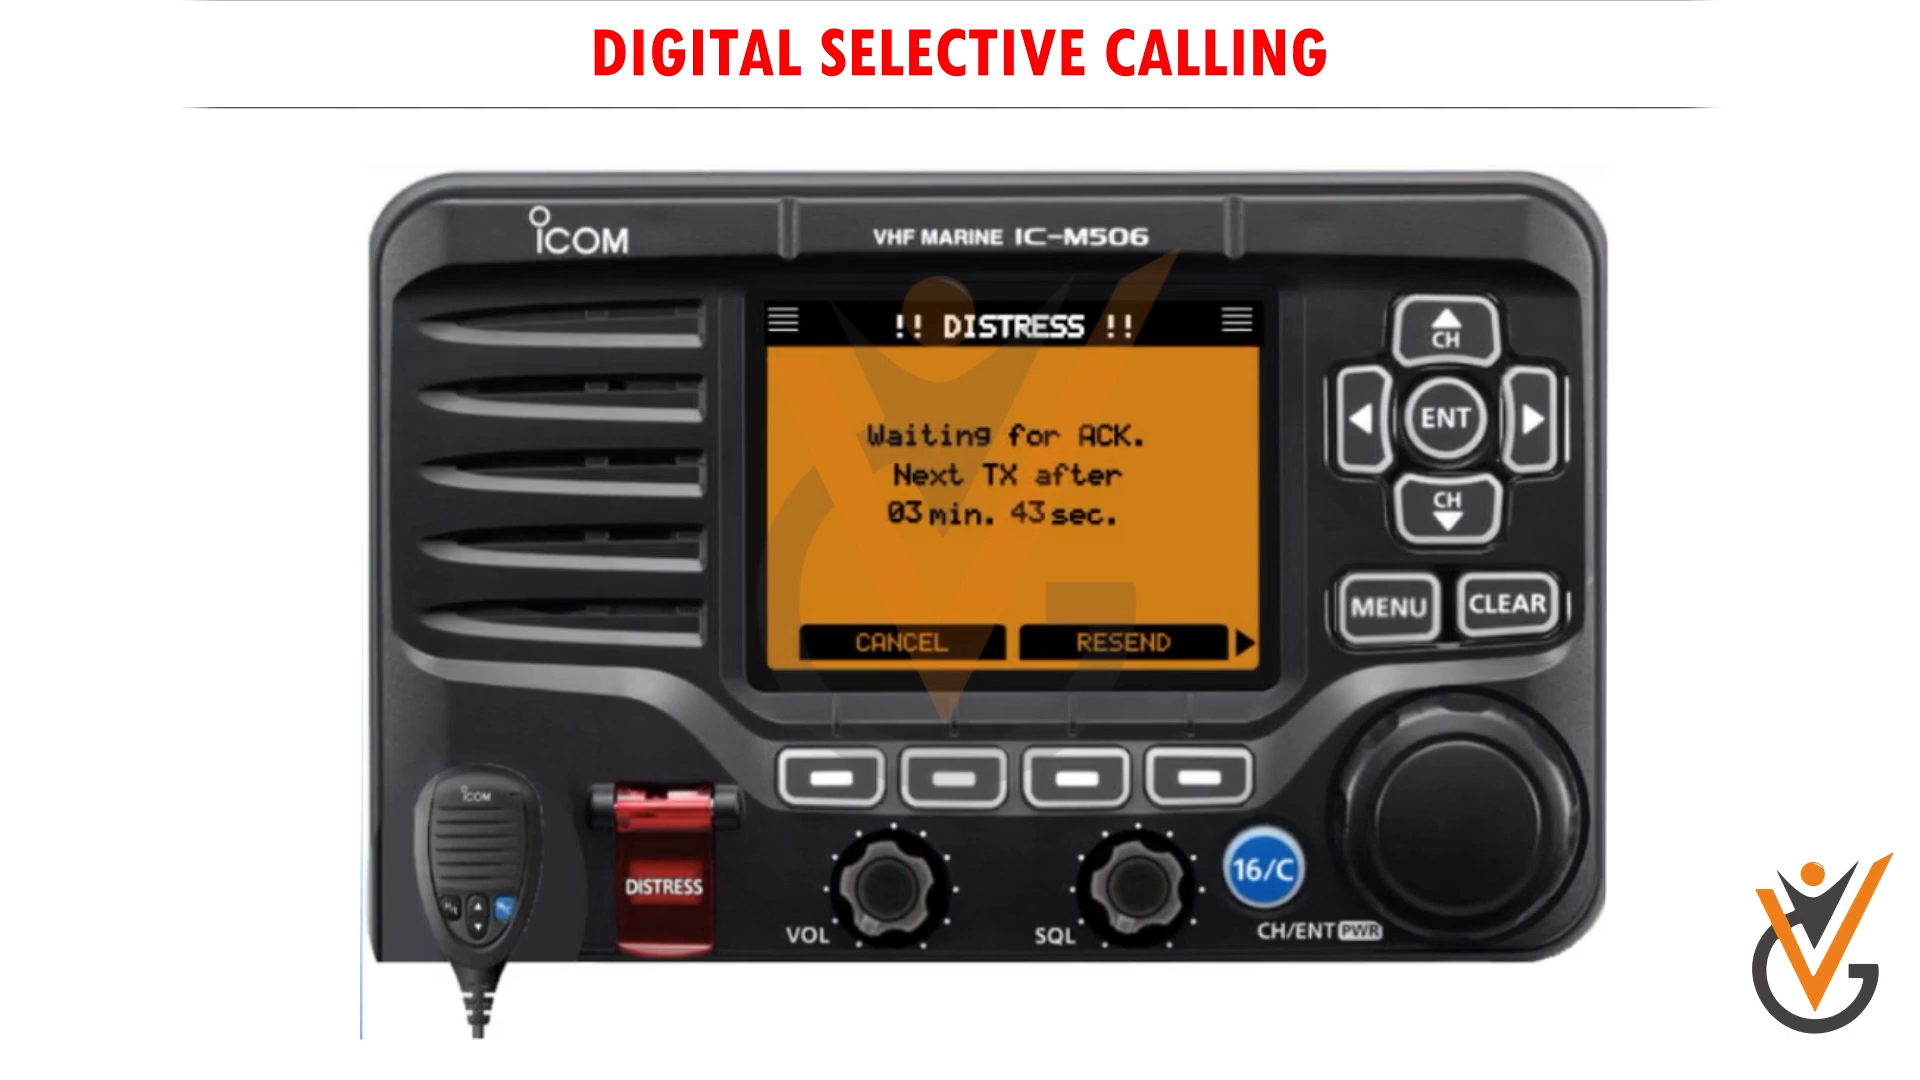 DIGITAL SELECTIVE CALLING
ICOM
VHF MARINE IC-M506
!! DISTRESS !!
CH
ENT
CH
Waiting for ACK.
Next TX after
03 min. 43 sec.
MENU
CLEAR
CANCEL
RESEND
ICOM
DISTRESS
16/C
VOL
SQL
CH/ENT PWR